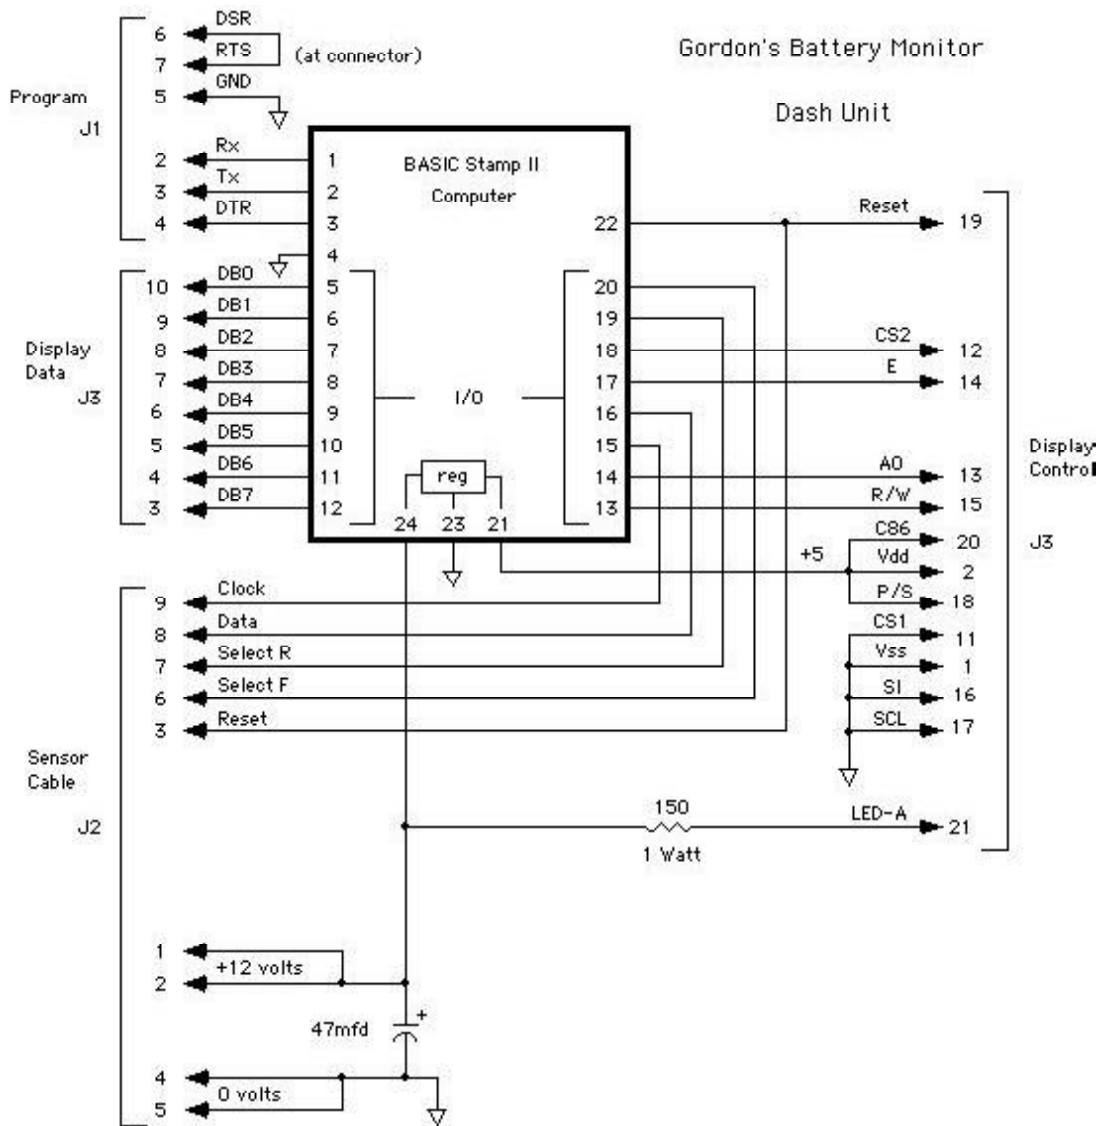 Gordon's Battery Monitor
Dash Unit
Program
J1
6 DSR
7 RTS
(at connector)
5 GND
2 Rx 1
3 Tx 2
4 DTR 3
4
BASIC Stamp II
Computer
Display
Data
J3
10 DB0 5
9 DB1 6
8 DB2 7
7 DB3 8
6 DB4 9
5 DB5 10
4 DB6 11
3 DB7 12
I/O
reg
24 23 21
22 Reset 19
20
19
18 CS2 12
17 E 14
16
15
14 A0 13
13 R/W 15
Display
Control
J3
+5
C86 20
Vdd 2
P/S 18
CS1 11
Vss 1
SI 16
SCL 17
150
1 Watt
LED-A 21
Sensor
Cable
J2
9 Clock
8 Data
7 Select R
6 Select F
3 Reset
1
2 +12 volts
47mfd +
4
5 0 volts